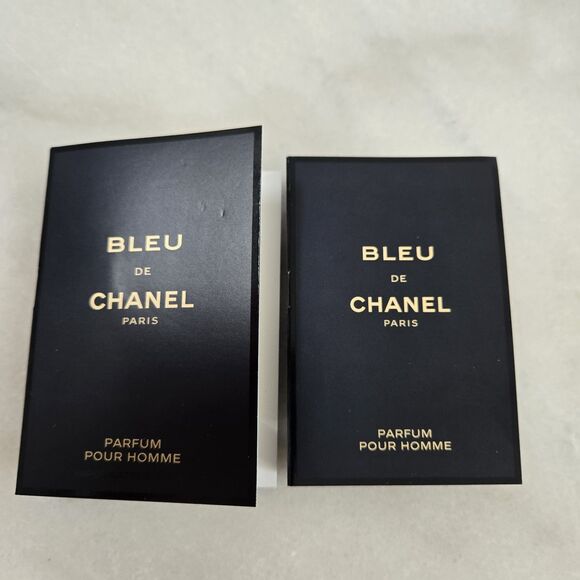 BLEU
DE
CHANEL
PARIS
PARFUM
POUR HOMME
BLEU
DE
CHANEL
PARIS
PARFUM
POUR HOMME